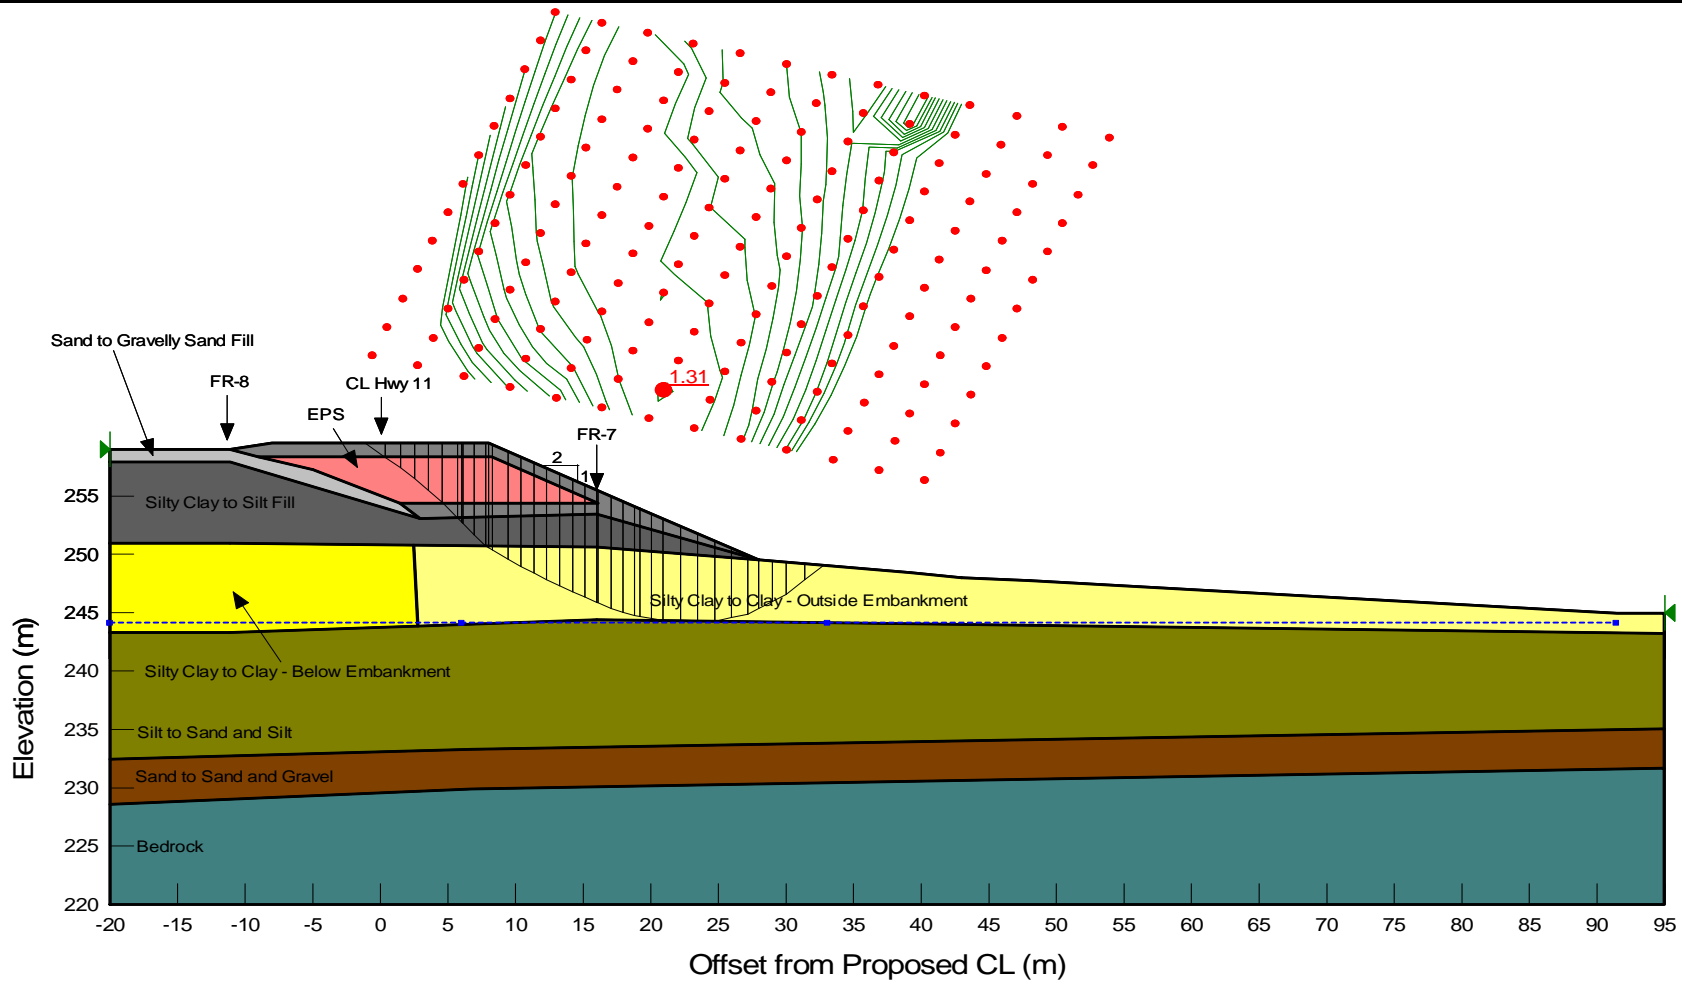 1.31
Sand to Gravelly Sand Fill
FR-8
CL Hwy 11
EPS
FR-7
2
1
255
Silty Clay to Silt Fill
250
245
Silty Clay to Clay - Outside Embankment
240
Silty Clay to Clay - Below Embankment
235
Silt to Sand and Silt
230
Sand to Sand and Gravel
225
Bedrock
220
Elevation (m)
-20 -15 -10 -5 0 5 10 15 20 25 30 35 40 45 50 55 60 65 70 75 80 85 90 95
Offset from Proposed CL (m)